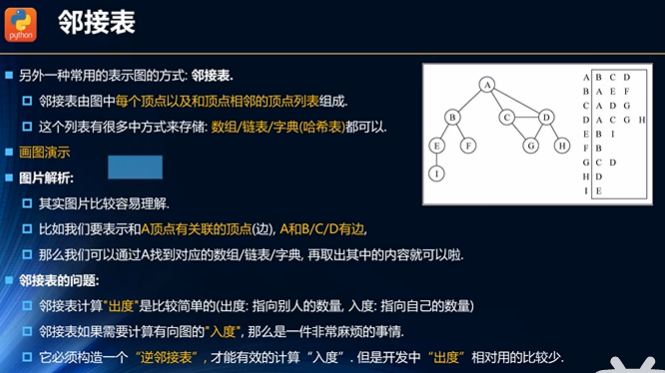 python
邻接表
另外一种常用的表示图的方式: 邻接表.
邻接表由图中每个顶点以及和顶点相邻的顶点列表组成.
这个列表有很多中方式来存储: 数组/链表/字典(哈希表)都可以.
画图演示
图片解析:
其实图片比较容易理解.
比如我们要表示和A顶点有关联的顶点(边), A和B/C/D有边,
那么我们可以通过A找到对应的数组/链表/字典, 再取出其中的内容就可以啦.
邻接表的问题:
邻接表计算"出度"是比较简单的(出度: 指向别人的数量, 入度: 指向自己的数量)
邻接表如果需要计算有向图的"入度", 那么是一件非常麻烦的事情.
它必须构造一个“逆邻接表”, 才能有效的计算“入度”. 但是开发中“出度”相对用的比较少.
A
B C D
E F G H
I
A B C D
B A E F
C A D G
D A C G H
E B I
F B
G C D
H D
I E